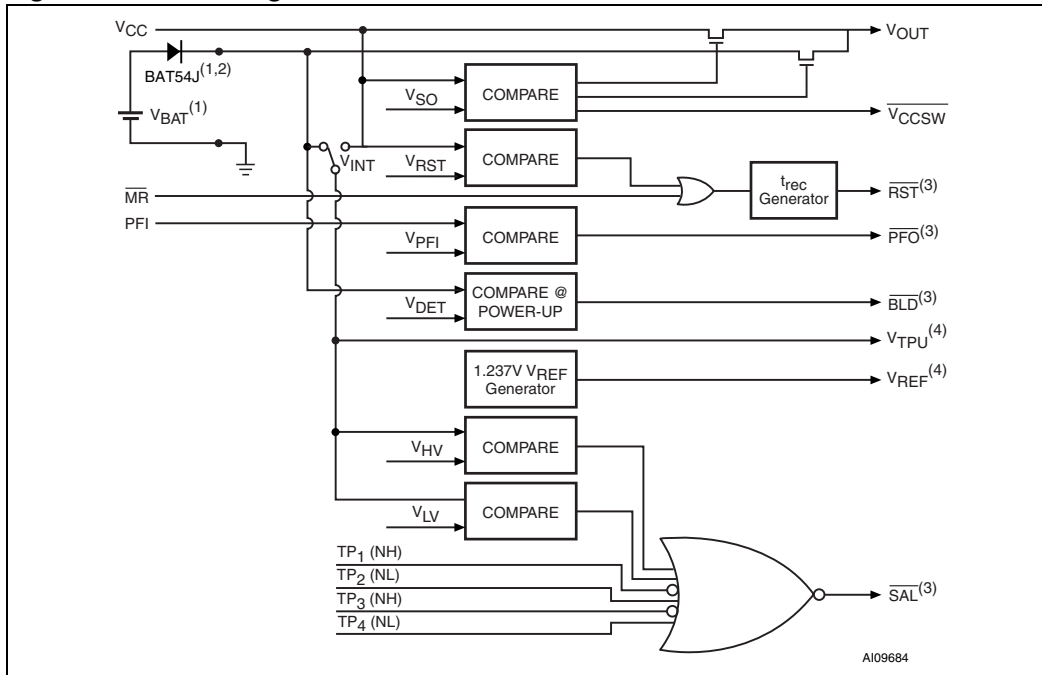 VCC
VOUT
BAT54J(1,2)
VBAT(1)
VSO
COMPARE
VCCSW
VINT
VRST
COMPARE
MR
trec
Generator
RST(3)
PFI
VPFI
COMPARE
PFO(3)
VDET
COMPARE @
POWER-UP
BLD(3)
VTPU(4)
1.237V VREF
Generator
VREF(4)
VHV
COMPARE
VLV
COMPARE
TP1 (NH)
TP2 (NL)
TP3 (NH)
TP4 (NL)
SAL(3)
AI09684